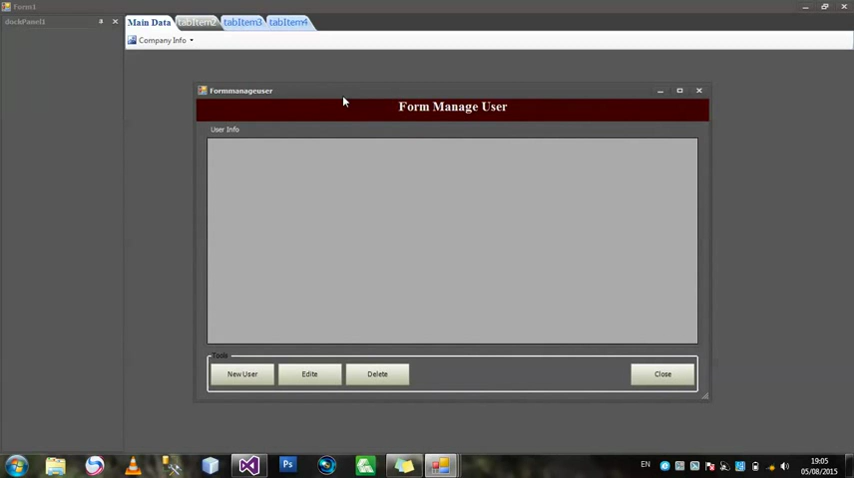 Form1
dockPanel1
Main Data tabItem2 tabItem3 tabItem4
Company Info
Formmanageuser
Form Manage User
User Info
Tools
New User Edite Delete Close
Ps
EN
19:05
05/08/2015